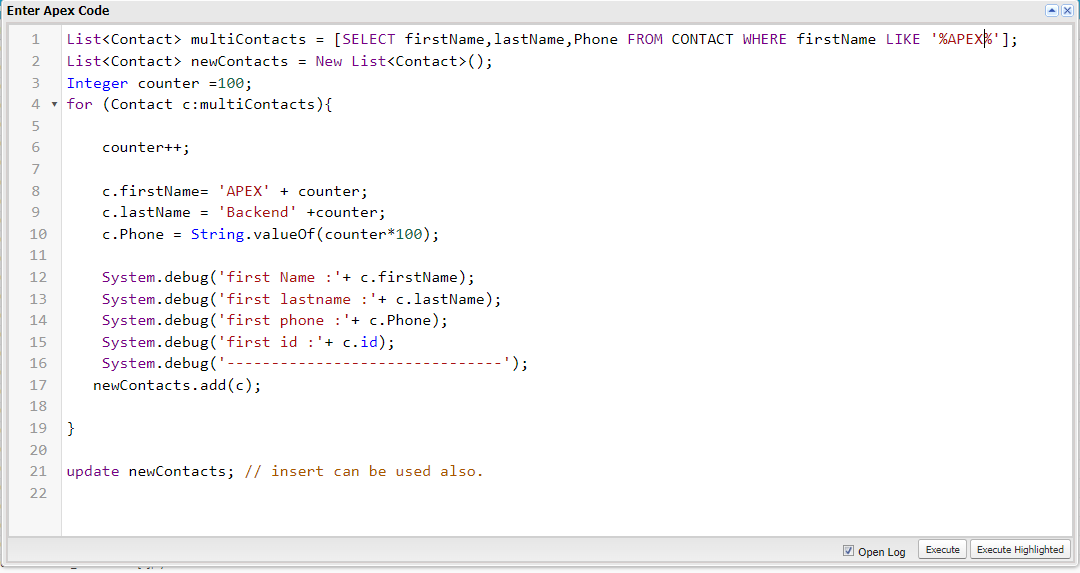 Enter Apex Code
1 List<Contact> multiContacts = [SELECT firstName,lastName,Phone FROM CONTACT WHERE firstName LIKE '%APEX%'];
2 List<Contact> newContacts = New List<Contact>();
3 Integer counter =100;
4 for (Contact c:multiContacts){
5
6 counter++;
7
8 c.firstName= 'APEX' + counter;
9 c.lastName = 'Backend' +counter;
10 c.Phone = String.valueOf(counter*100);
11
12 System.debug('first Name :'+ c.firstName);
13 System.debug('first lastname :'+ c.lastName);
14 System.debug('first phone :'+ c.Phone);
15 System.debug('first id :'+ c.id);
16 System.debug('-------------------------------');
17 newContacts.add(c);
18
19 }
20
21 update newContacts; // insert can be used also.
22
Open Log Execute Execute Highlighted